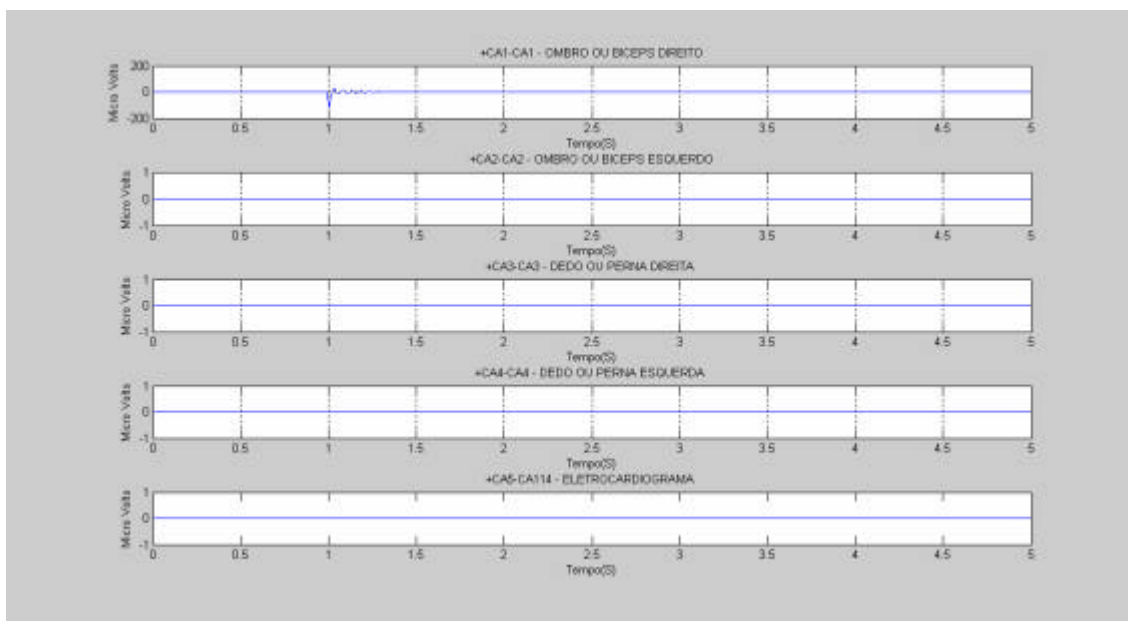 +CA1-CA1 - OMBRO OU BICEPS DIREITO
Micro Volts
200
0
-200
0 0.5 1 1.5 2 2.5 3 3.5 4 4.5 5
Tempo(S)
+CA2-CA2 - OMBRO OU BICEPS ESQUERDO
Micro Volts
1
0
-1
0 0.5 1 1.5 2 2.5 3 3.5 4 4.5 5
Tempo(S)
+CA3-CA3 - DEDO OU PERNA DIREITA
Micro Volts
1
0
-1
0 0.5 1 1.5 2 2.5 3 3.5 4 4.5 5
Tempo(S)
+CA4-CA4 - DEDO OU PERNA ESQUERDA
Micro Volts
1
0
-1
0 0.5 1 1.5 2 2.5 3 3.5 4 4.5 5
Tempo(S)
+CA5-CA114 - ELETROCARDIOGRAMA
Micro Volts
1
0
-1
0 0.5 1 1.5 2 2.5 3 3.5 4 4.5 5
Tempo(S)